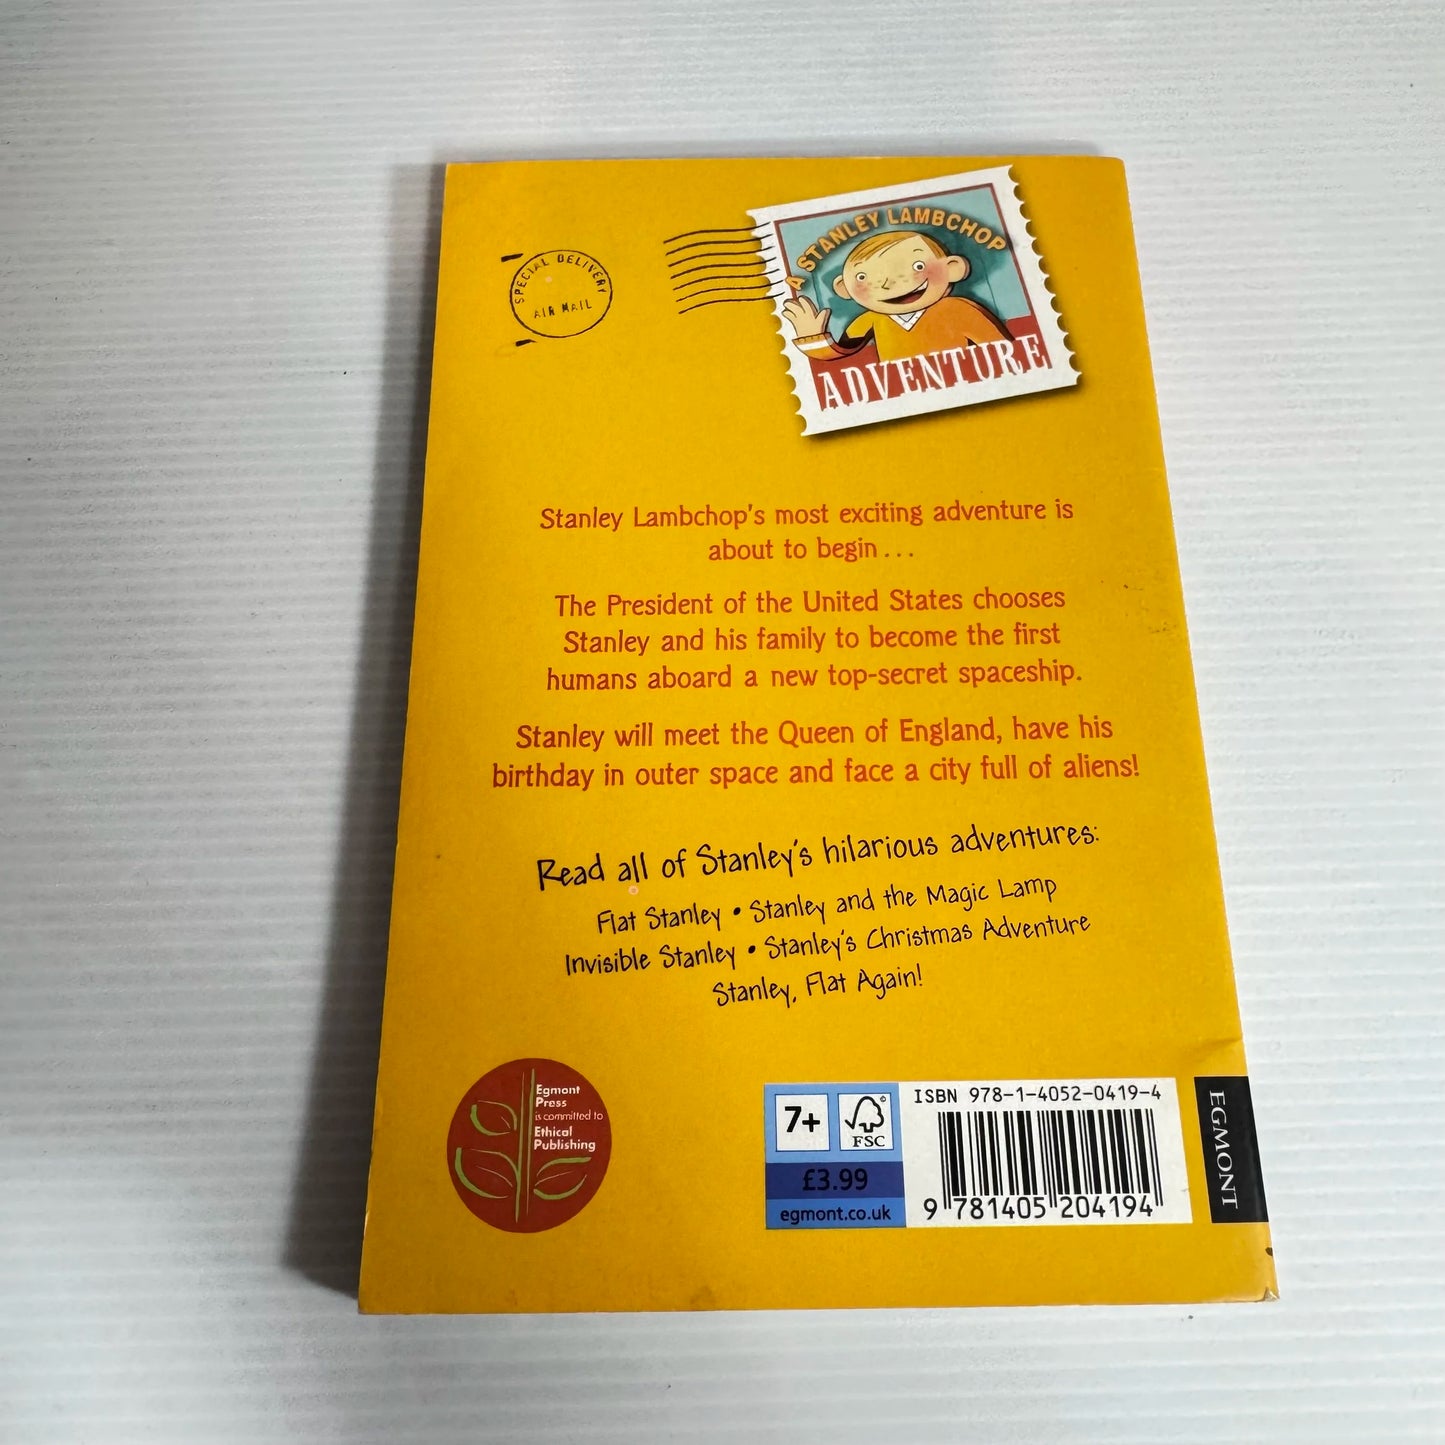 SPECIAL DELIVERY
AIR MAIL
A STANLEY LAMBCHOP
ADVENTURE
Stanley Lambchop's most exciting adventure is
about to begin...
The President of the United States chooses
Stanley and his family to become the first
humans aboard a new top-secret spaceship.
Stanley will meet the Queen of England, have his
birthday in outer space and face a city full of aliens!
Read all of Stanley's hilarious adventures:
Flat Stanley • Stanley and the Magic Lamp
Invisible Stanley • Stanley's Christmas Adventure
Stanley, Flat Again!
Egmont
Press
is committed to
Ethical
Publishing
7+
FSC
£3.99
egmont.co.uk
ISBN 978-1-4052-0419-4
9 781405 204194
EGMONT